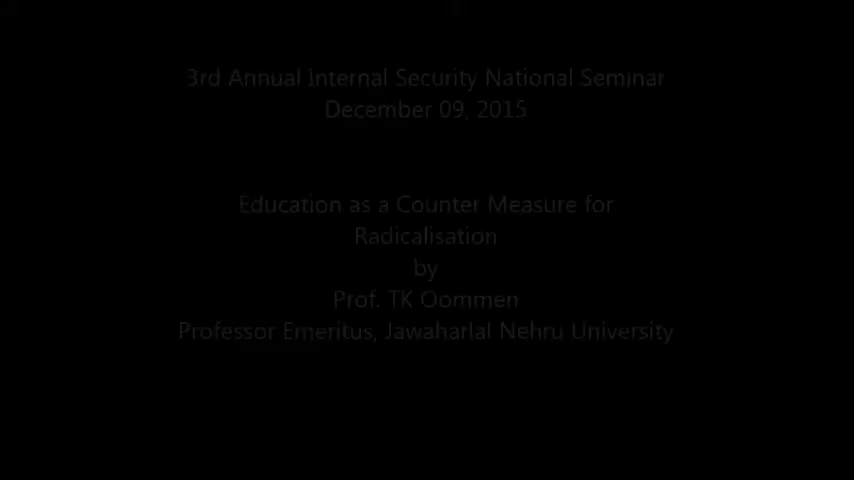 3rd Annual Internal Security National Seminar
December 09, 2015
Education as a Counter Measure for
Radicalisation
by
Prof. TK Oommen
Professor Emeritus, Jawaharlal Nehru University